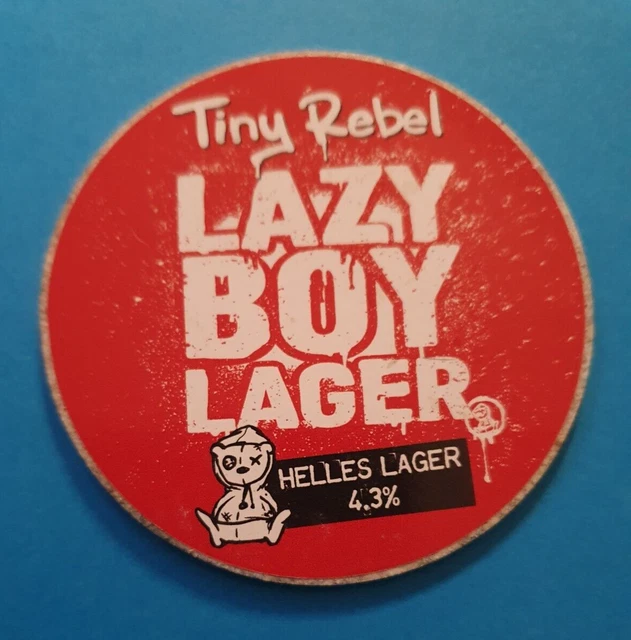 Tiny Rebel
LAZY
BOY
LAGER
HELLES LAGER
4.3%